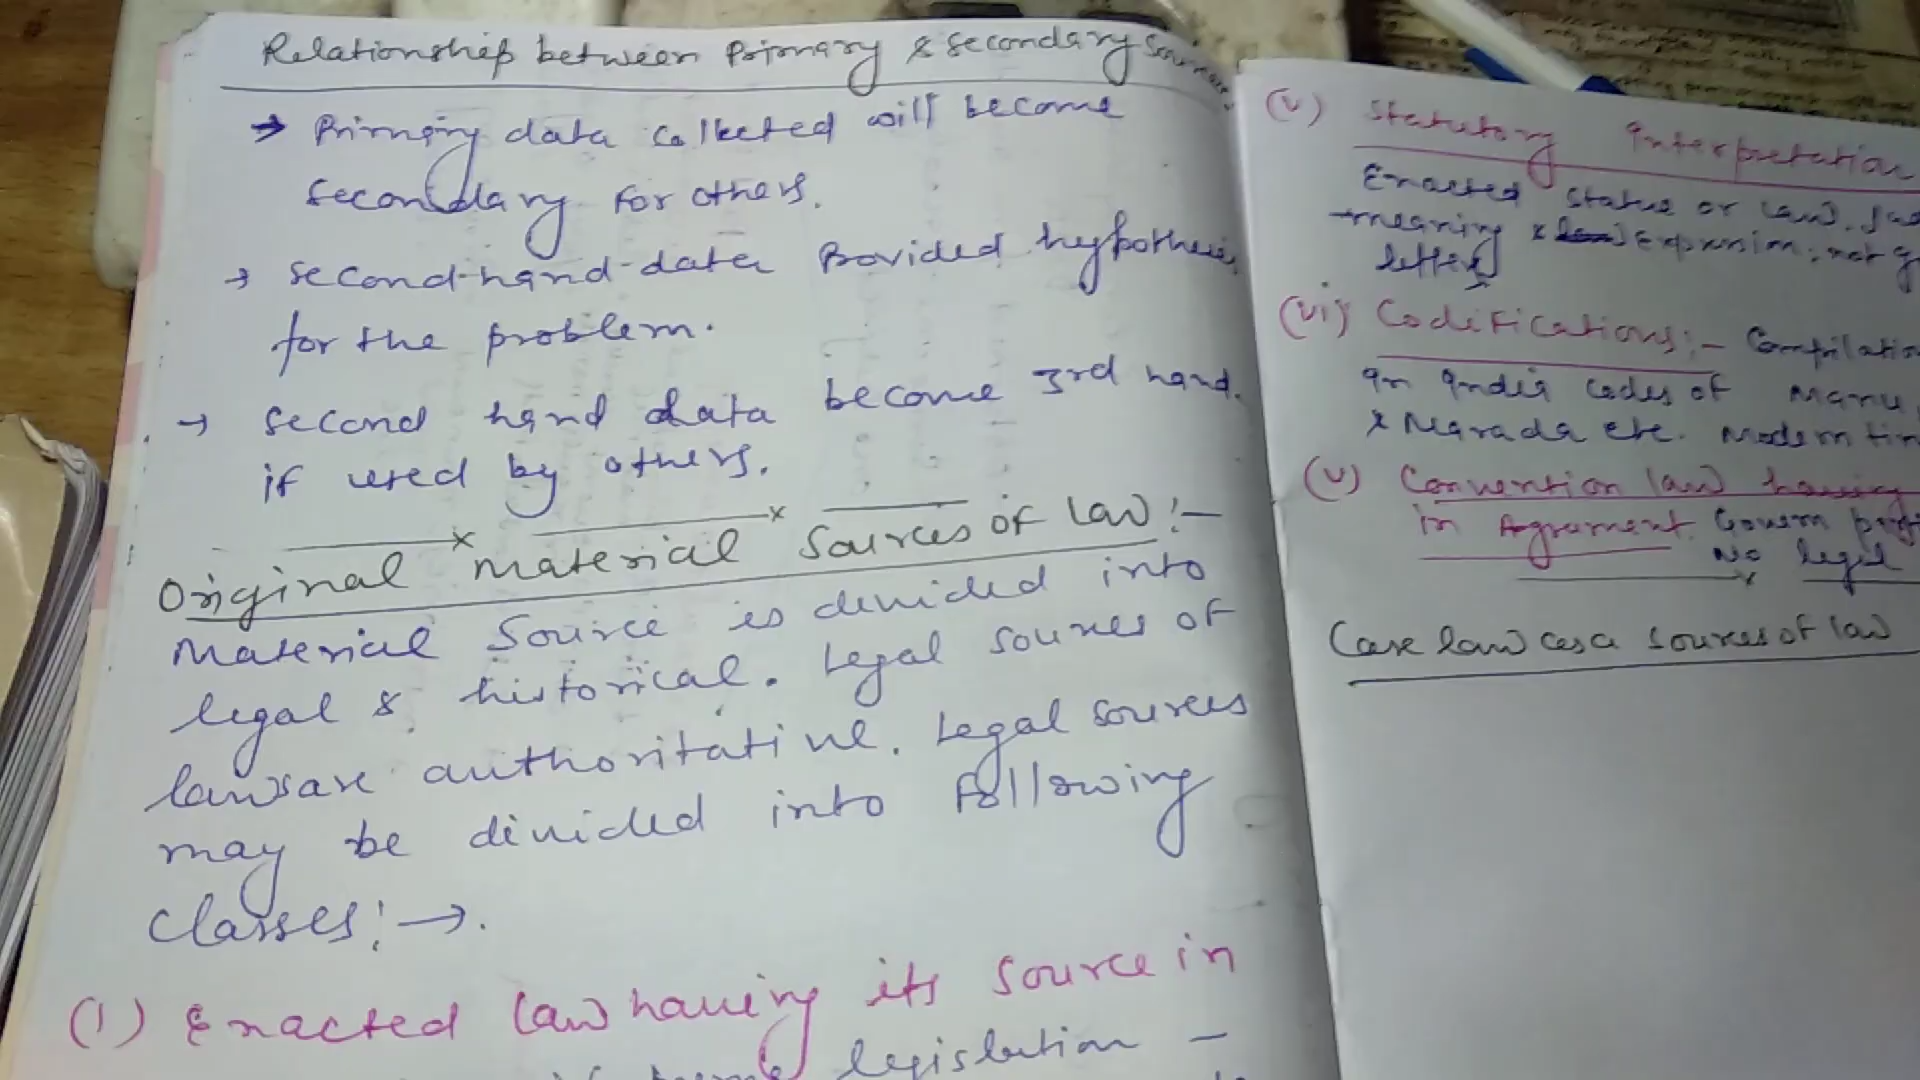 Relationship between Primary & Secondary Sources
→ Primary data collected will become
secondary for others.
→ second-hand-data Provided hypothesis
for the problem.
→ second hand data become 3rd hand.
if used by others.
Original material Sources of Law :-
Material Source is devided into
legal & historical. Legal sources of
laws are authoritative. Legal sources
may be divided into following
Classes :→.
(1) Enacted law having its source in
legislation -
(v) Statutory Interpretation
Enacted Statue or law.
meaning & Expression; not
letter
(vi) Codifications :- Compilation
In India codes of Manu
& Narada etc. Modern
(v) Convention law having
in Agrument. Govern
No legal
Case law as a sources of law